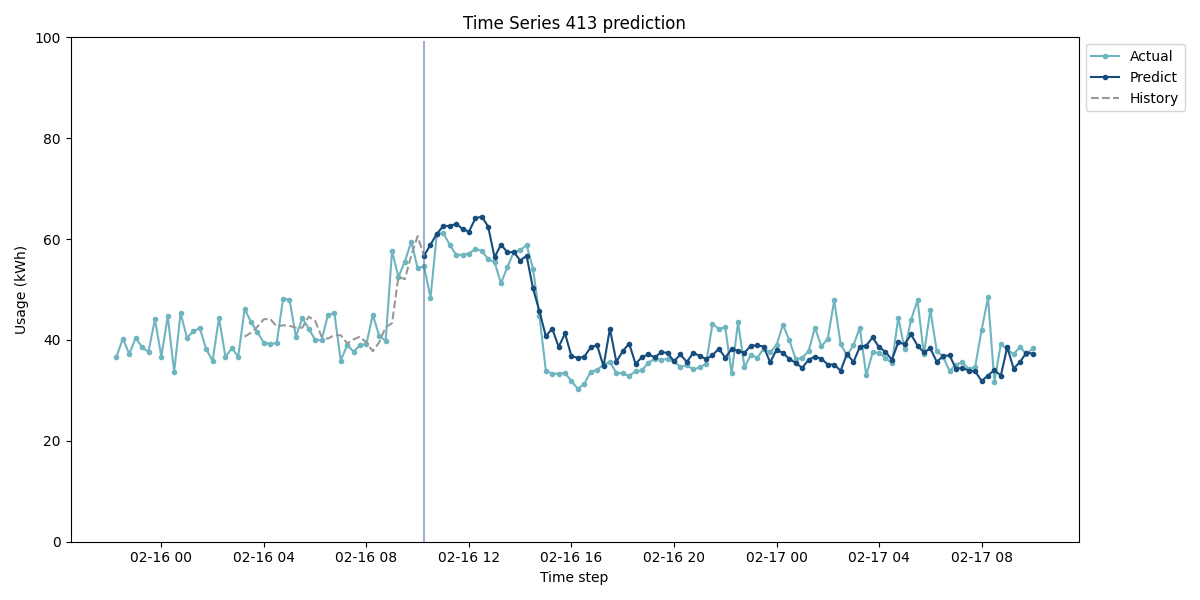 Time Series 413 prediction
Usage (kWh)
100
80
60
40
20
0
02-16 00
02-16 04
02-16 08
02-16 12
02-16 16
02-16 20
02-17 00
02-17 04
02-17 08
Time step
Actual
Predict
History